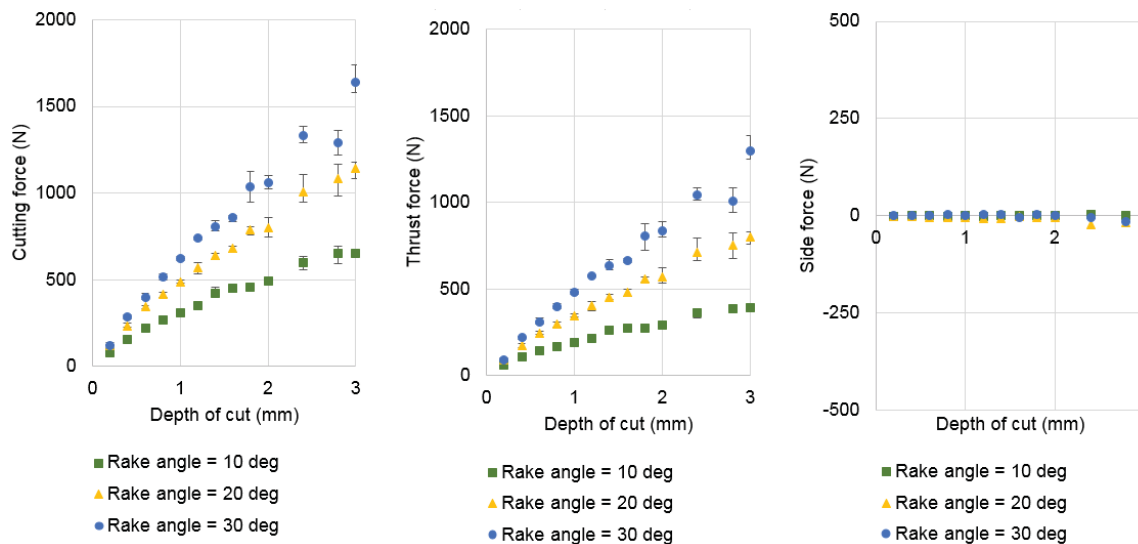 Cutting force (N)
2000
1500
1000
500
0
0 1 2 3
Depth of cut (mm)
Rake angle = 10 deg
Rake angle = 20 deg
Rake angle = 30 deg
Thrust force (N)
2000
1500
1000
500
0
0 1 2 3
Depth of cut (mm)
Rake angle = 10 deg
Rake angle = 20 deg
Rake angle = 30 deg
Side force (N)
500
250
0
-250
-500
0 1 2
Depth of cut (mm)
Rake angle = 10 deg
Rake angle = 20 deg
Rake angle = 30 deg